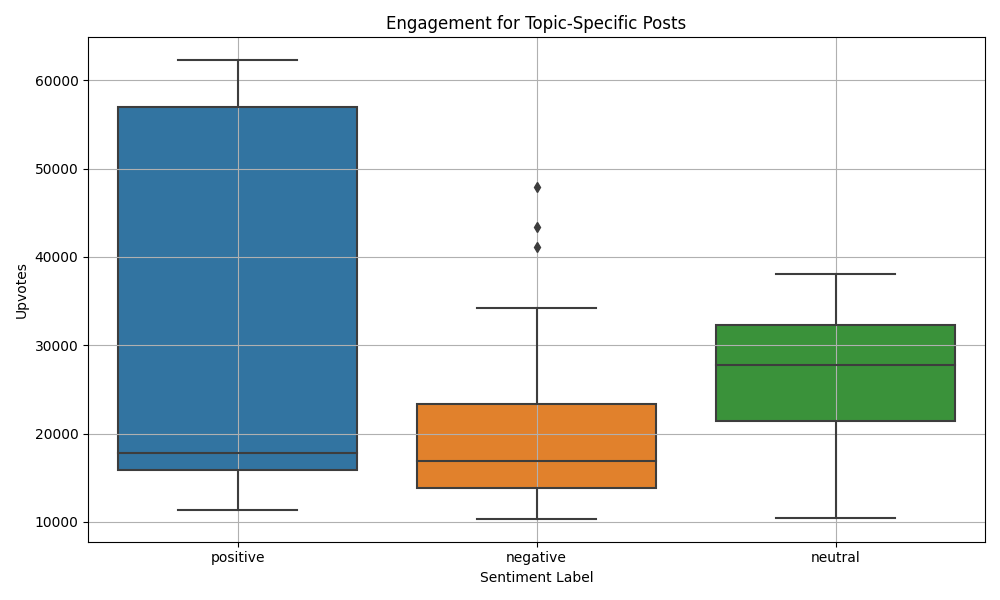 Engagement for Topic-Specific Posts
Upvotes
60000
50000
40000
30000
20000
10000
positive
negative
neutral
Sentiment Label